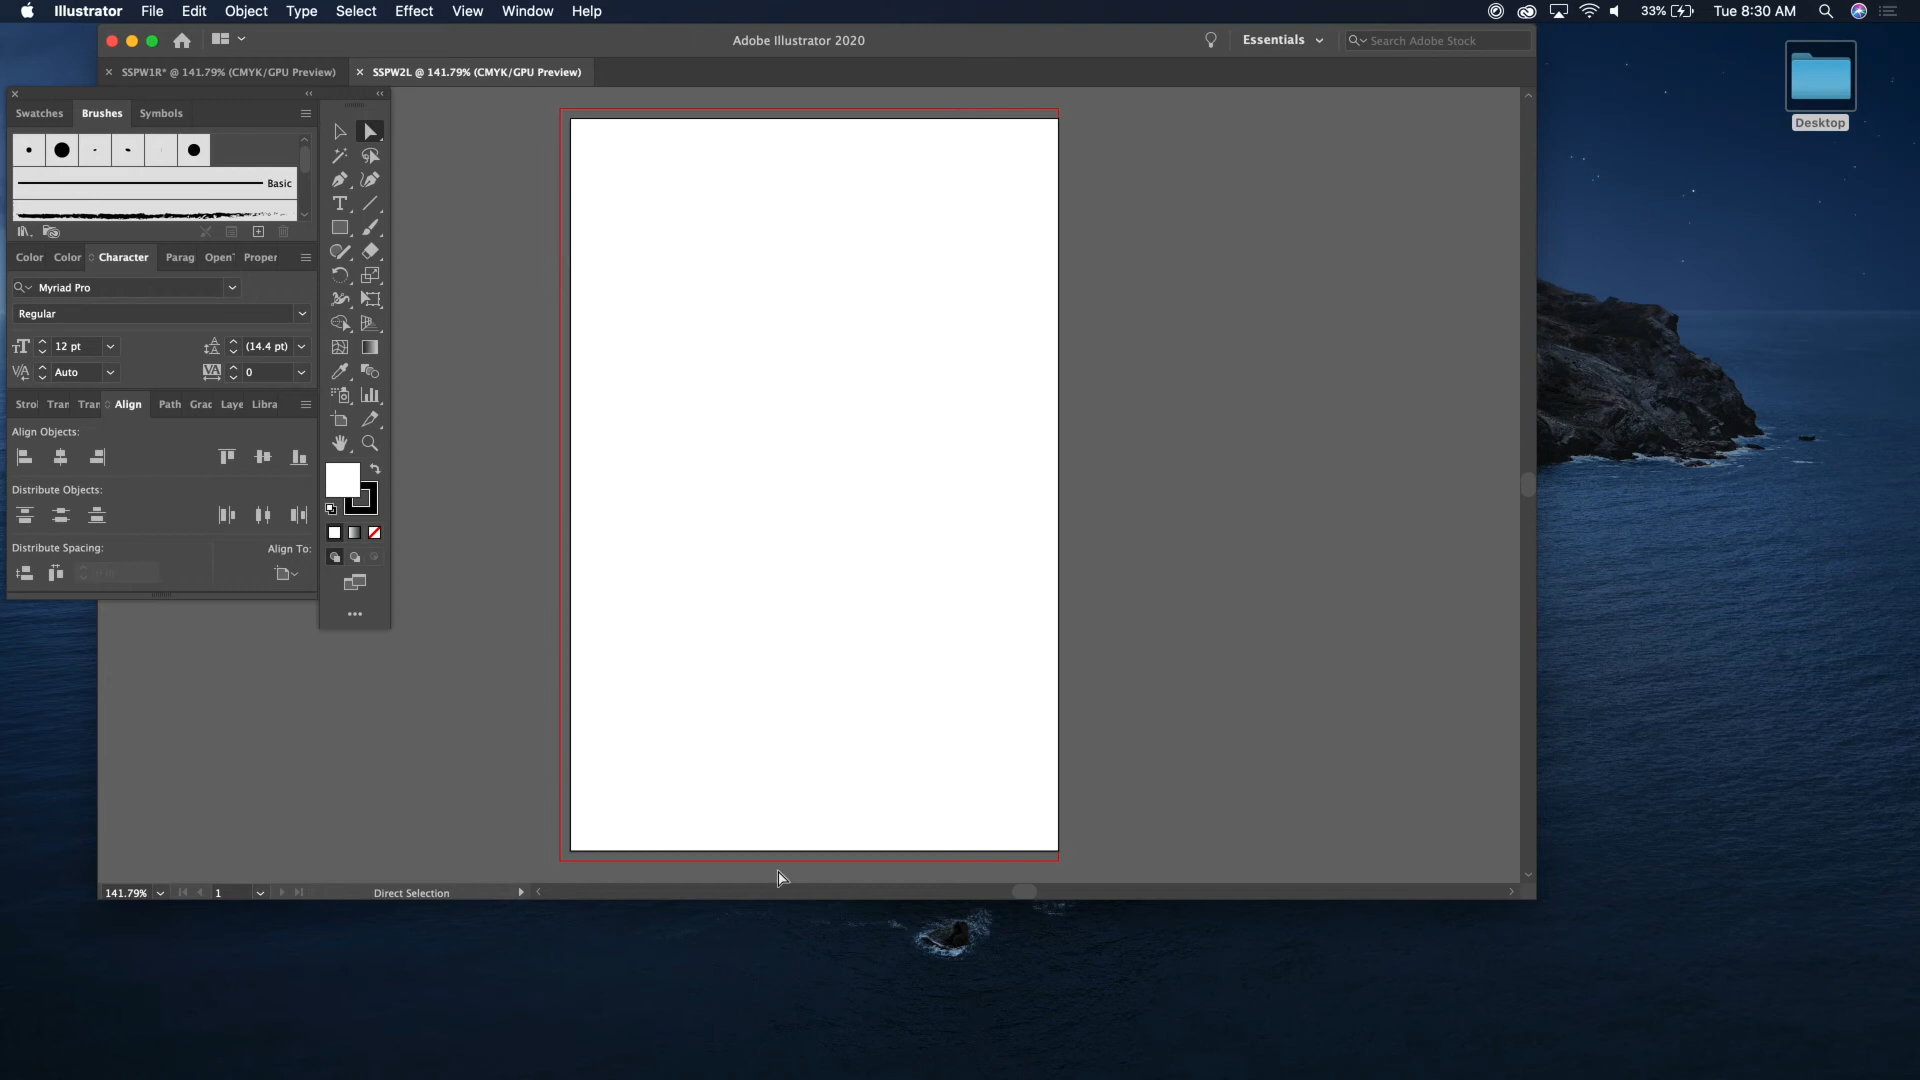 Illustrator File Edit Object Type Select Effect View Window Help
33% Tue 8:30 AM
Adobe Illustrator 2020
Essentials
Search Adobe Stock
SSPW1R* @ 141.79% (CMYK/GPU Preview)
SSPW2L @ 141.79% (CMYK/GPU Preview)
Desktop
Swatches Brushes Symbols
Basic
Color Color Character Parag Open Proper
Myriad Pro
Regular
12 pt (14.4 pt)
Auto 0
Stro Tran Tran Align Path Grac Laye Libra
Align Objects:
Distribute Objects:
Distribute Spacing: Align To:
0 in
141.79% 1 Direct Selection